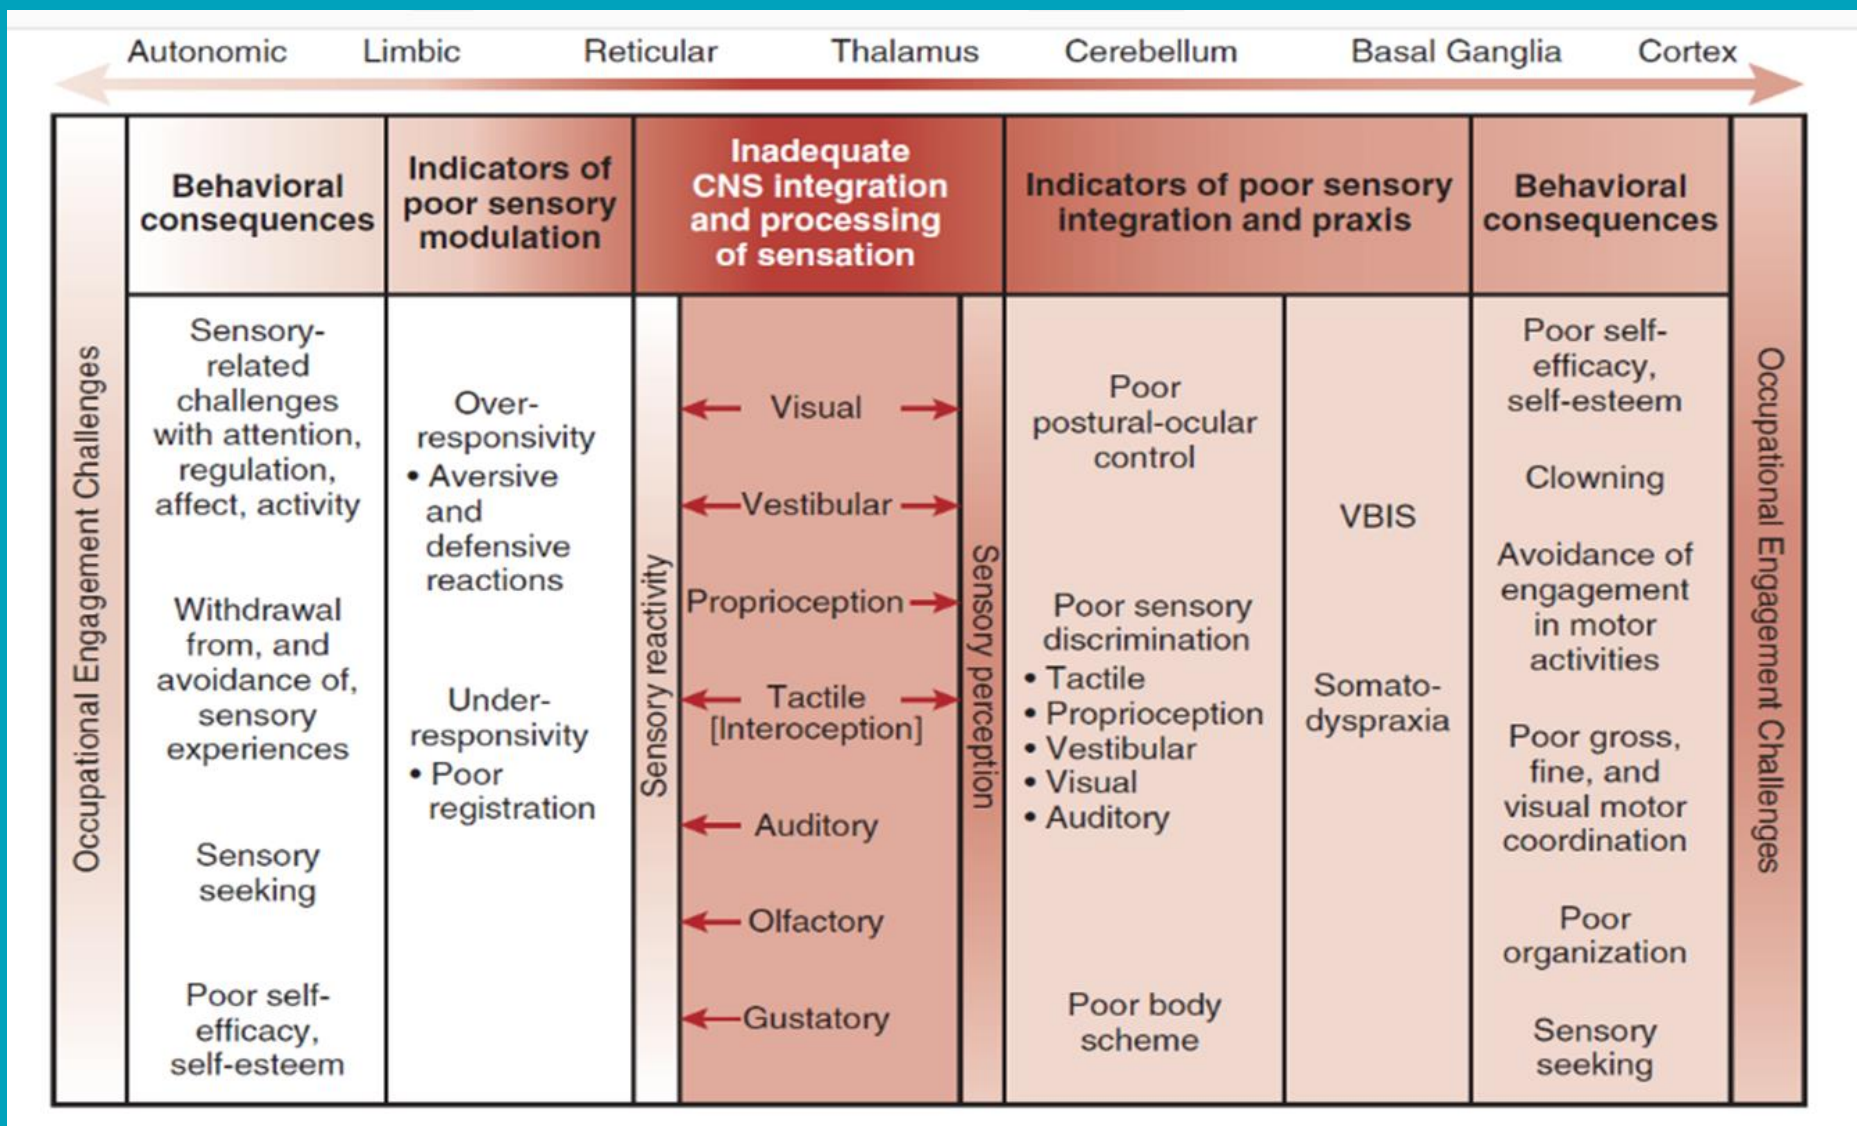 Autonomic Limbic Reticular Thalamus Cerebellum Basal Ganglia Cortex
Occupational Engagement Challenges
Behavioral
consequences
Sensory-
related
challenges
with attention,
regulation,
affect, activity
Withdrawal
from, and
avoidance of,
sensory
experiences
Sensory
seeking
Poor self-
efficacy,
self-esteem
Indicators of
poor sensory
modulation
Over-
responsivity
• Aversive
and
defensive
reactions
Under-
responsivity
• Poor
registration
Inadequate
CNS integration
and processing
of sensation
Sensory reactivity
Visual
Vestibular
Proprioception
Tactile
[Interoception]
Auditory
Olfactory
Gustatory
Sensory perception
Indicators of poor sensory
integration and praxis
Poor
postural-ocular
control
Poor sensory
discrimination
• Tactile
• Proprioception
• Vestibular
• Visual
• Auditory
Poor body
scheme
VBIS
Somato-
dyspraxia
Behavioral
consequences
Poor self-
efficacy,
self-esteem
Clowning
Avoidance of
engagement
in motor
activities
Poor gross,
fine, and
visual motor
coordination
Poor
organization
Sensory
seeking
Occupational Engagement Challenges